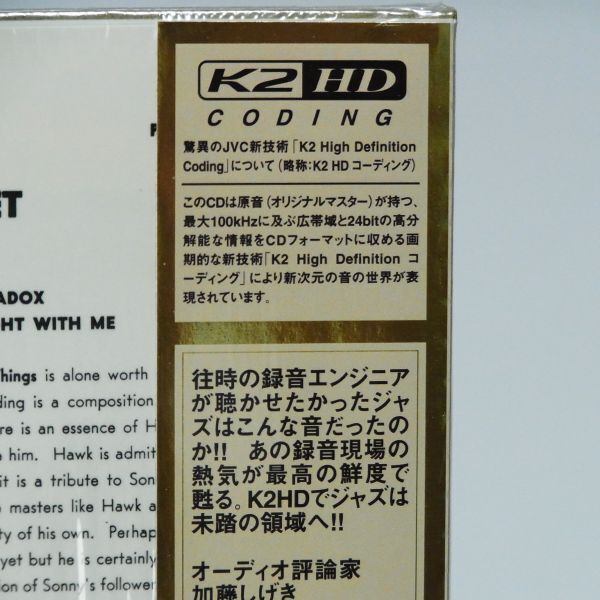 ET
ADOX
GHT WITH ME
Things is alone worth
ding is a composition
re is an essence of H
e him. Hawk is admit
it is a tribute to Son
masters like Hawk a
ty of his own. Perhap
yet but he is certainly
ion of Sonny's follower
K2 HD
CODING
驚異のJVC新技術「K2 High Definition
Coding」について（略称：K2 HD コーディング）
このCDは原音（オリジナルマスター）が持つ、
最大100kHzに及ぶ広帯域と24bitの高分
解能な情報をCDフォーマットに収める画
期的な新技術「K2 High Definition コ
ーディング」により新次元の音の世界が表
現されています。
往時の録音エンジニア
が聴かせたかったジャ
ズはこんな音だったの
か!! あの録音現場の
熱気が最高の鮮度で
甦る。K2HDでジャズは
未踏の領域へ!!
オーディオ評論家
加藤しげき